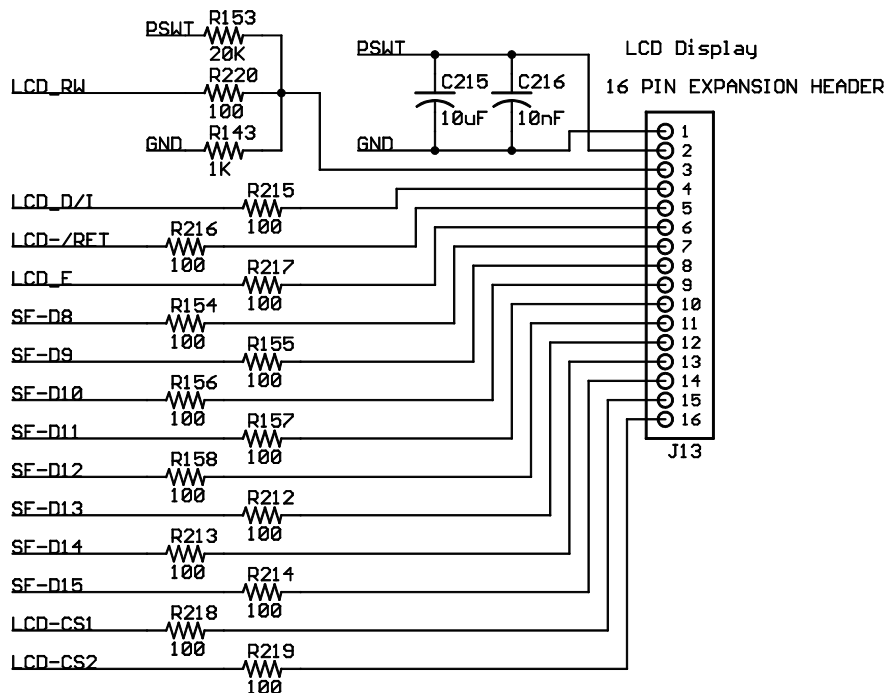 PSWT R153
20K
LCD_RW R220
100
GND R143
1K
PSWT
C215 C216
10uF 10nF
GND
LCD Display
16 PIN EXPANSION HEADER
1
2
3
4
5
6
7
8
9
10
11
12
13
14
15
16
J13
LCD_D/I R215
100
LCD-/RET R216
100
LCD_E R217
100
SF-D8 R154
100
SF-D9 R155
100
SF-D10 R156
100
SF-D11 R157
100
SF-D12 R158
100
SF-D13 R212
100
SF-D14 R213
100
SF-D15 R214
100
LCD-CS1 R218
100
LCD-CS2 R219
100